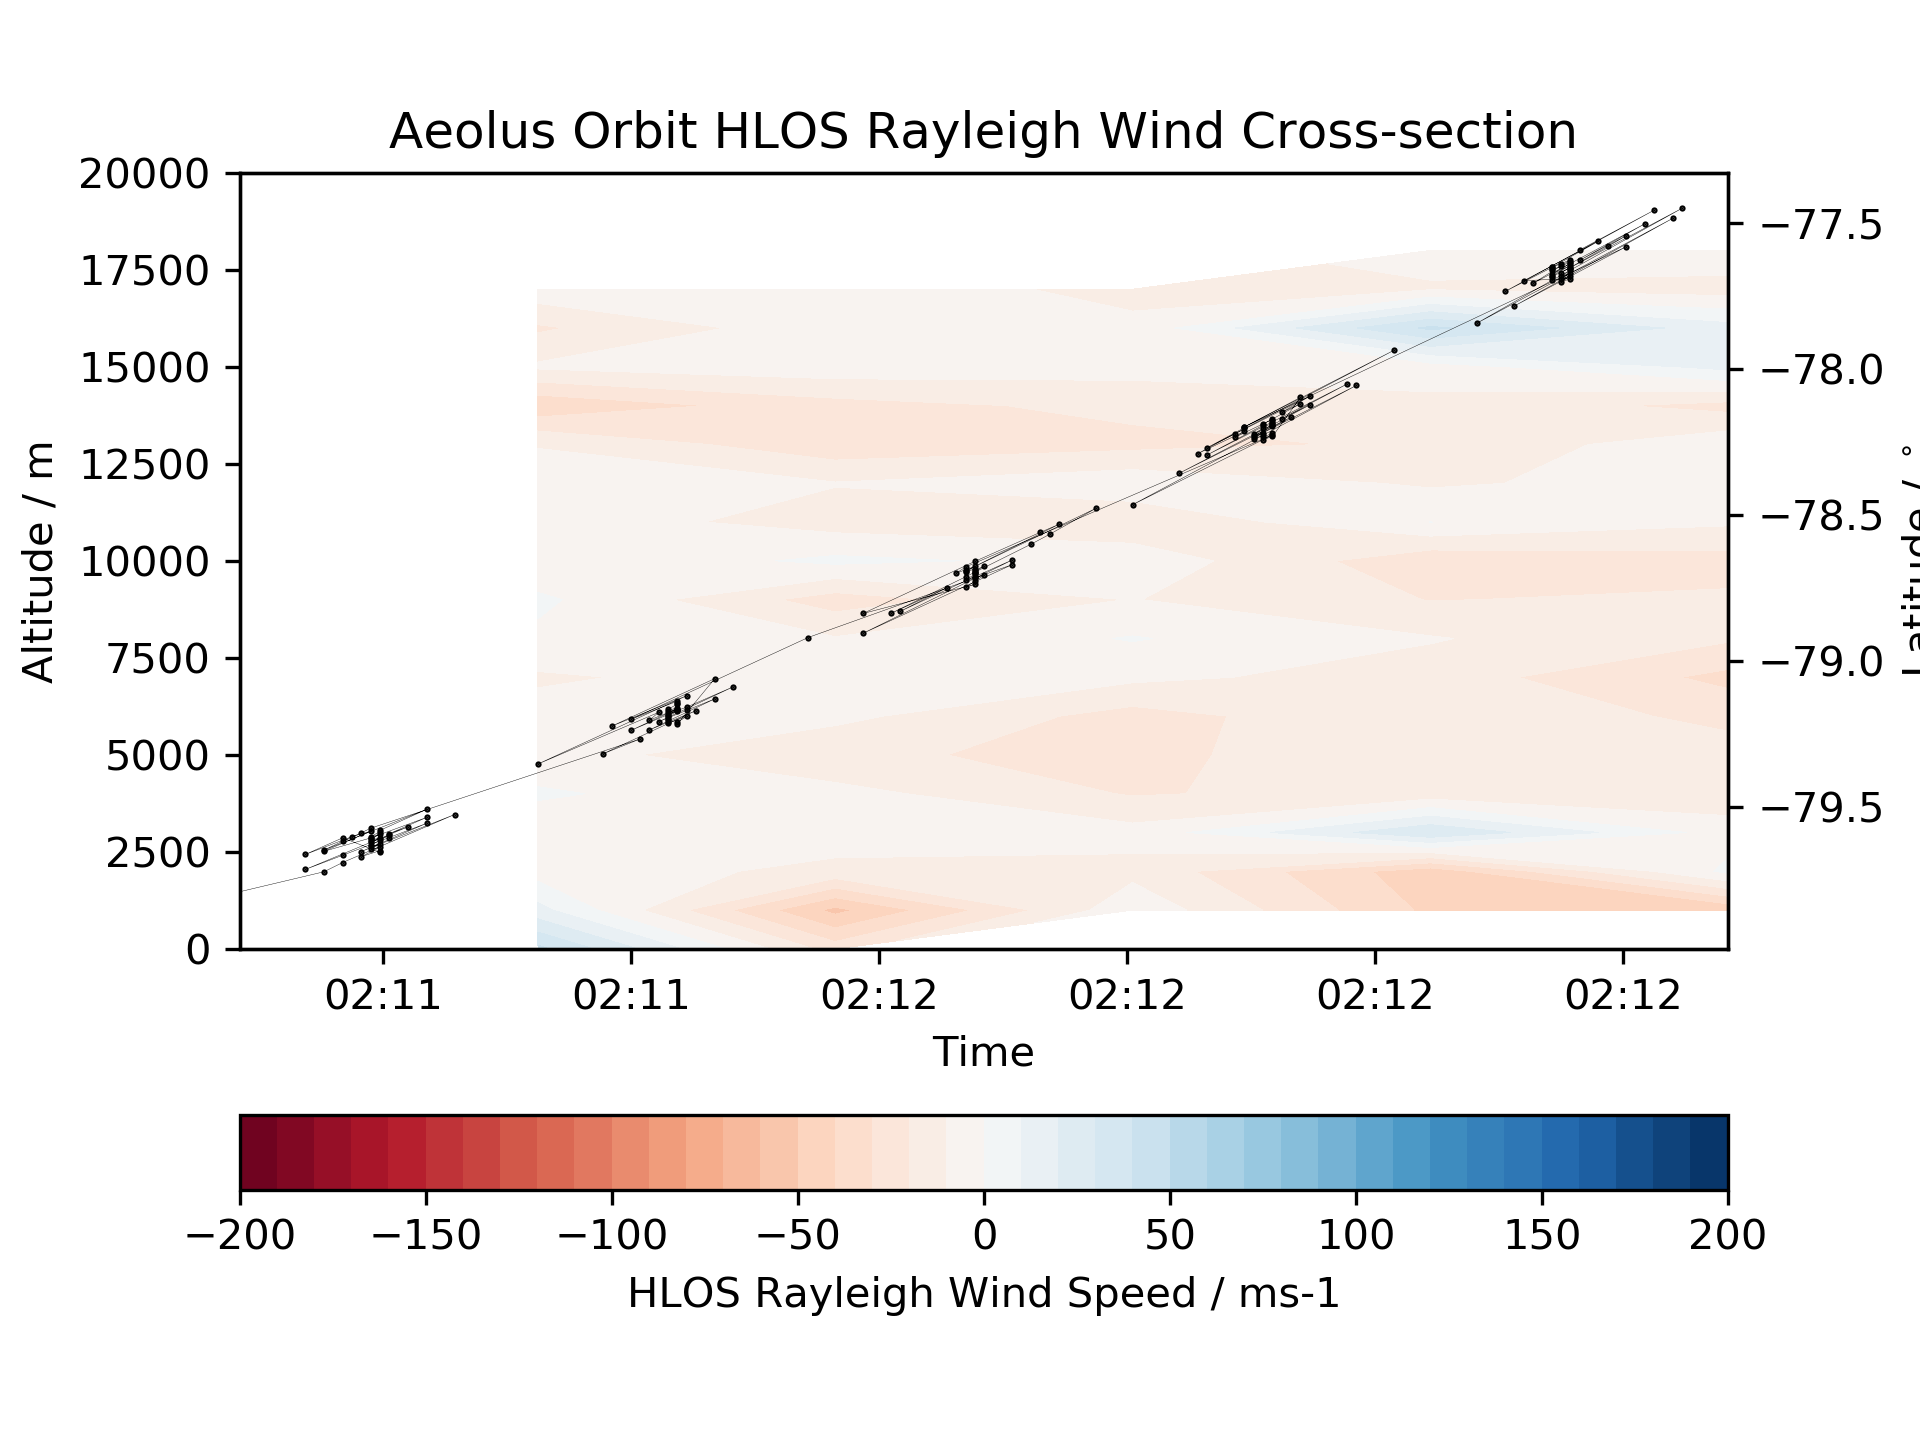 Aeolus Orbit HLOS Rayleigh Wind Cross-section
20000
17500
15000
12500
10000
7500
5000
2500
0
Altitude / m
−77.5
−78.0
−78.5
−79.0
−79.5
Latitude / °
02:11 02:11 02:12 02:12 02:12 02:12
Time
−200 −150 −100 −50 0 50 100 150 200
HLOS Rayleigh Wind Speed / ms-1